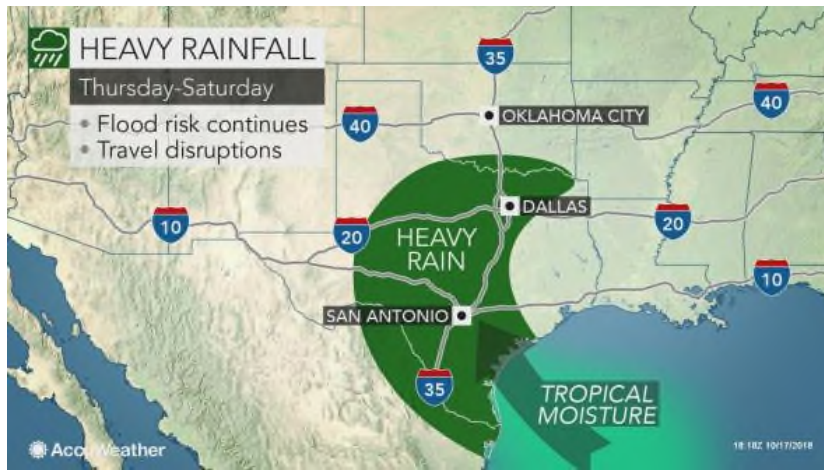 HEAVY RAINFALL
Thursday-Saturday
• Flood risk continues
• Travel disruptions
35
40
OKLAHOMA CITY
40
10
20
DALLAS
20
HEAVY
RAIN
10
SAN ANTONIO
35
TROPICAL
MOISTURE
AccuWeather
18:18Z 10/17/2018